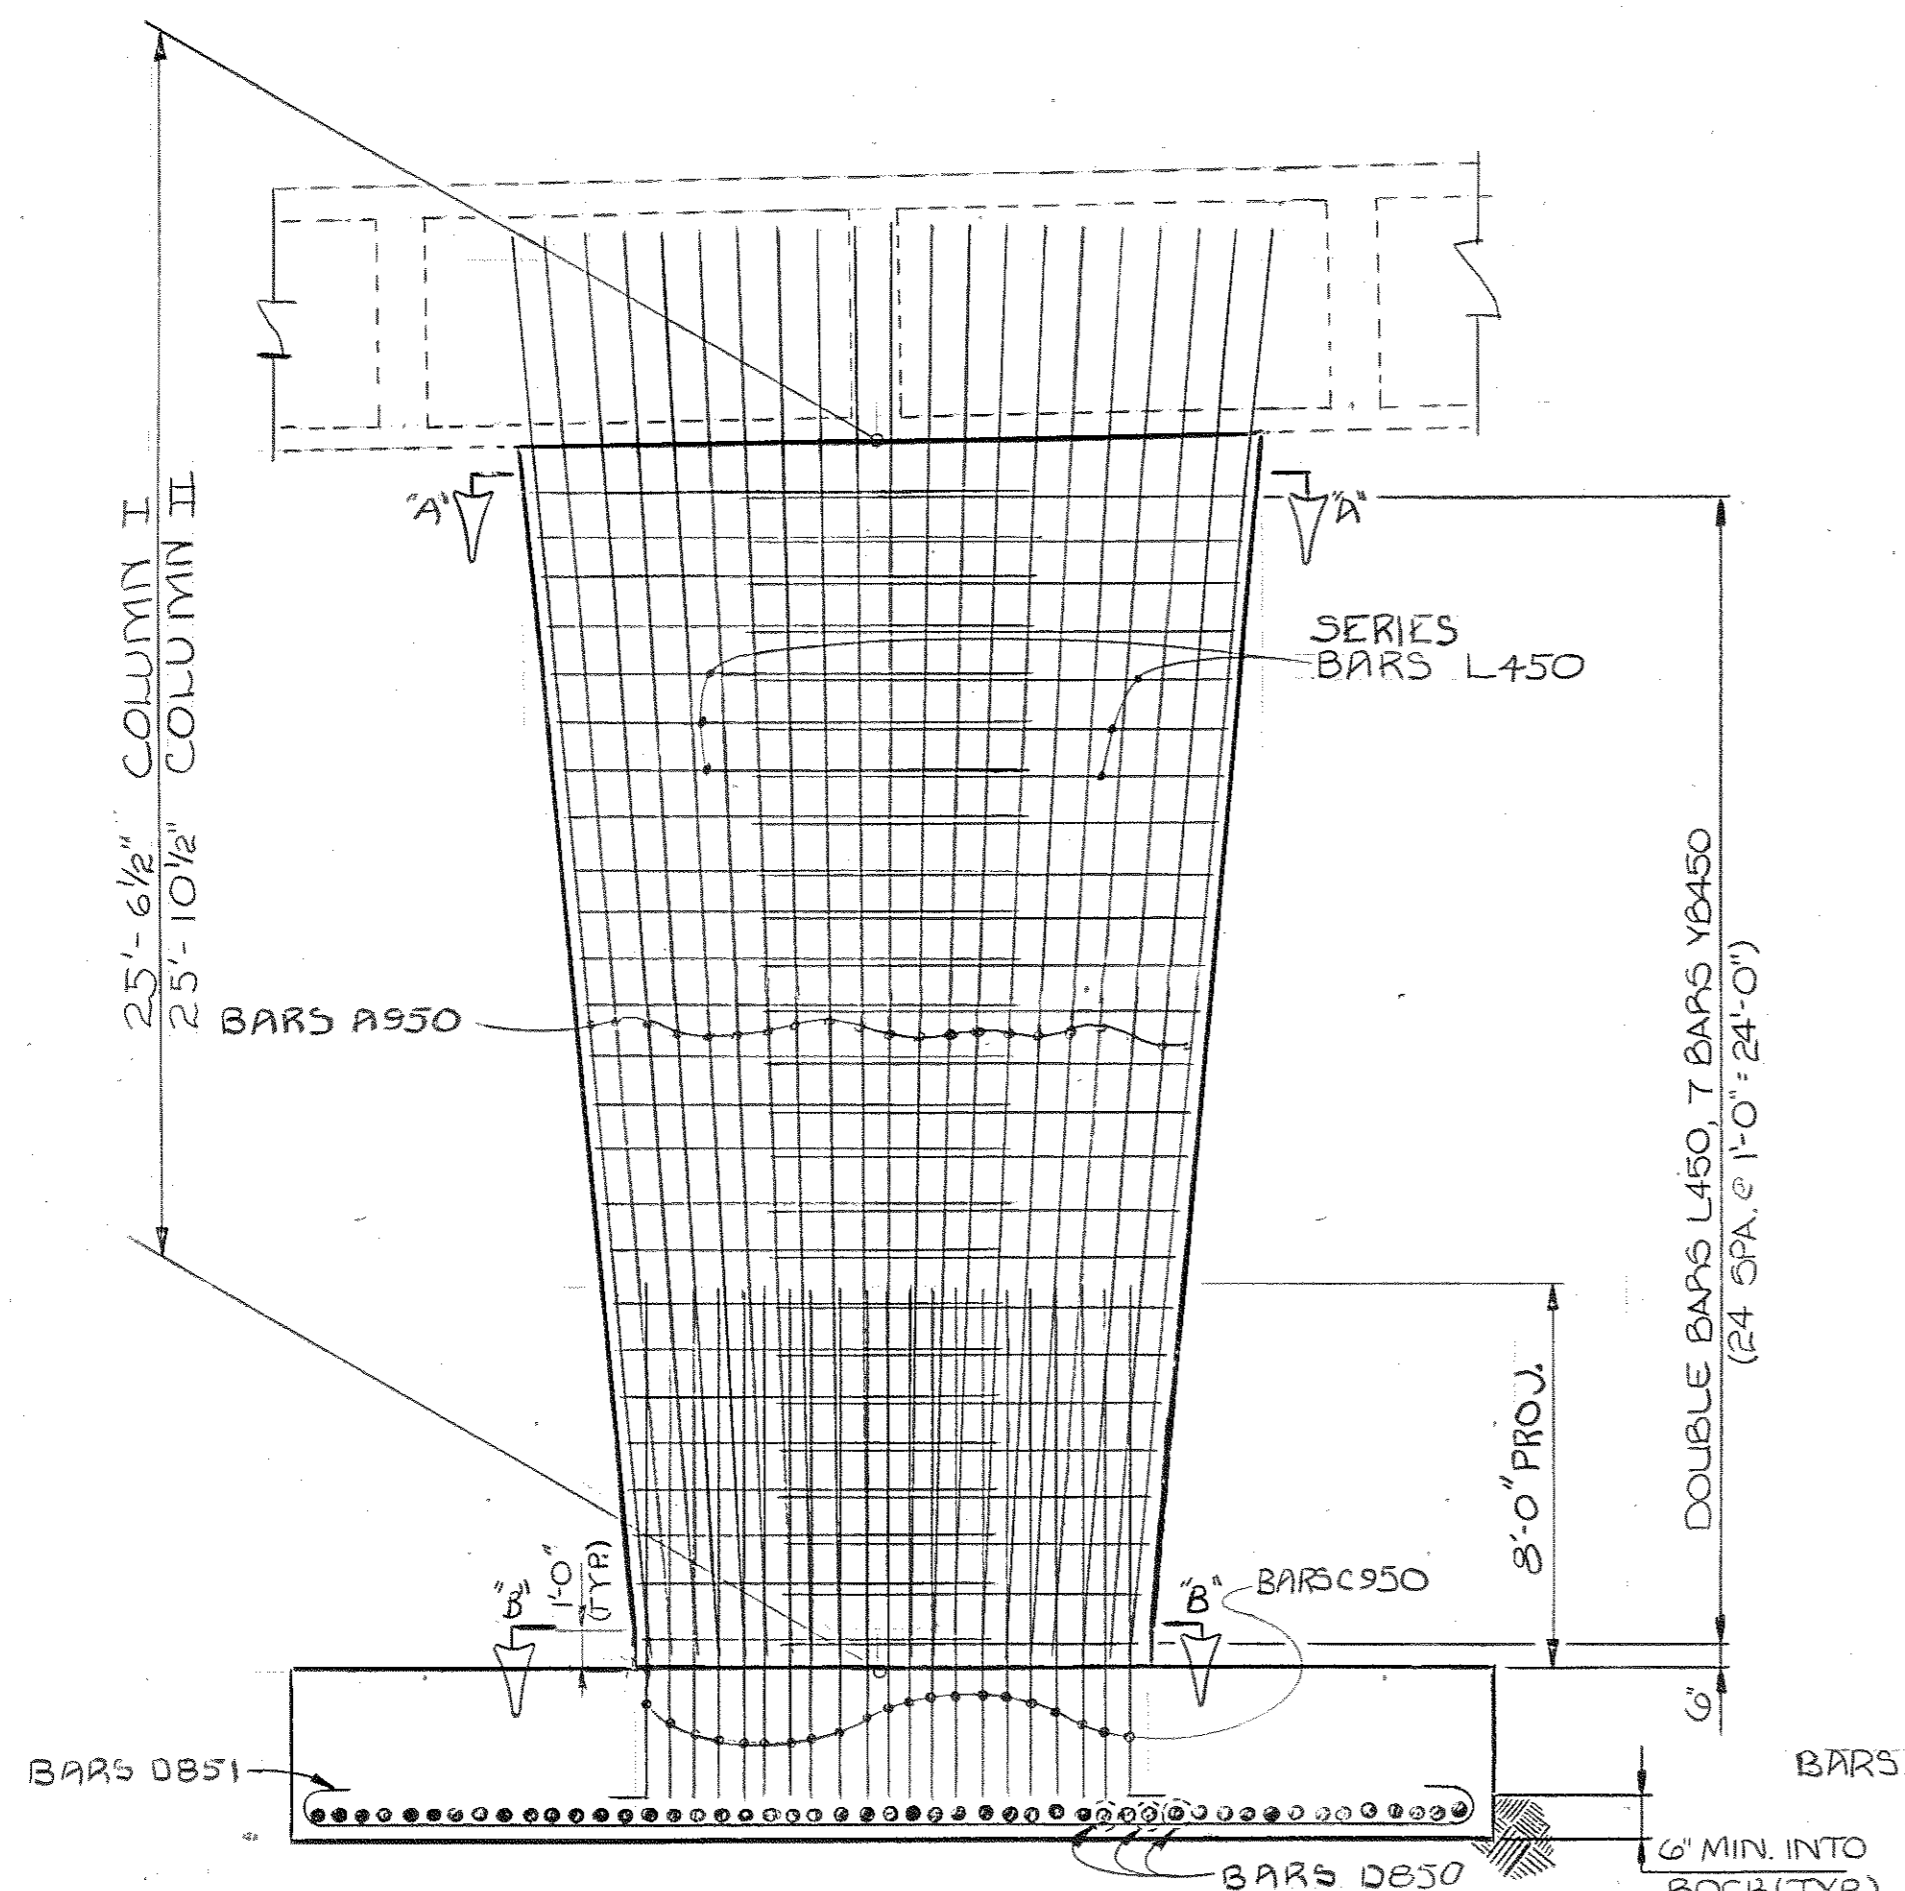 25'-6½" COLUMN I
25'-10½" COLUMN II
"A"
"A"
SERIES
BARS L450
BARS A950
DOUBLE BARS L450, 7 BARS YB450
(24 SPA. @ 1'-0" = 24'-0")
8'-0" PROJ.
"B"
1'-0"
(TYP.)
"B"
BARS C950
6"
BARS D851
BARS
BARS D850
6" MIN. INTO
ROCK (TYP.)